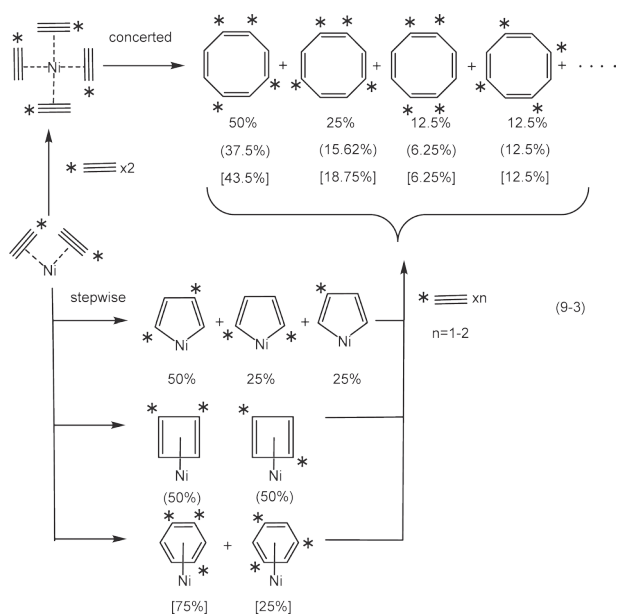 concerted
Ni
+ + + + · · · ·
50% 25% 12.5% 12.5%
(37.5%) (15.62%) (6.25%) (12.5%)
[43.5%] [18.75%] [6.25%] [12.5%]
* x2
Ni
stepwise
* xn
n=1-2
(9-3)
+ +
Ni Ni Ni
50% 25% 25%
Ni Ni
(50%) (50%)
+
Ni Ni
[75%] [25%]